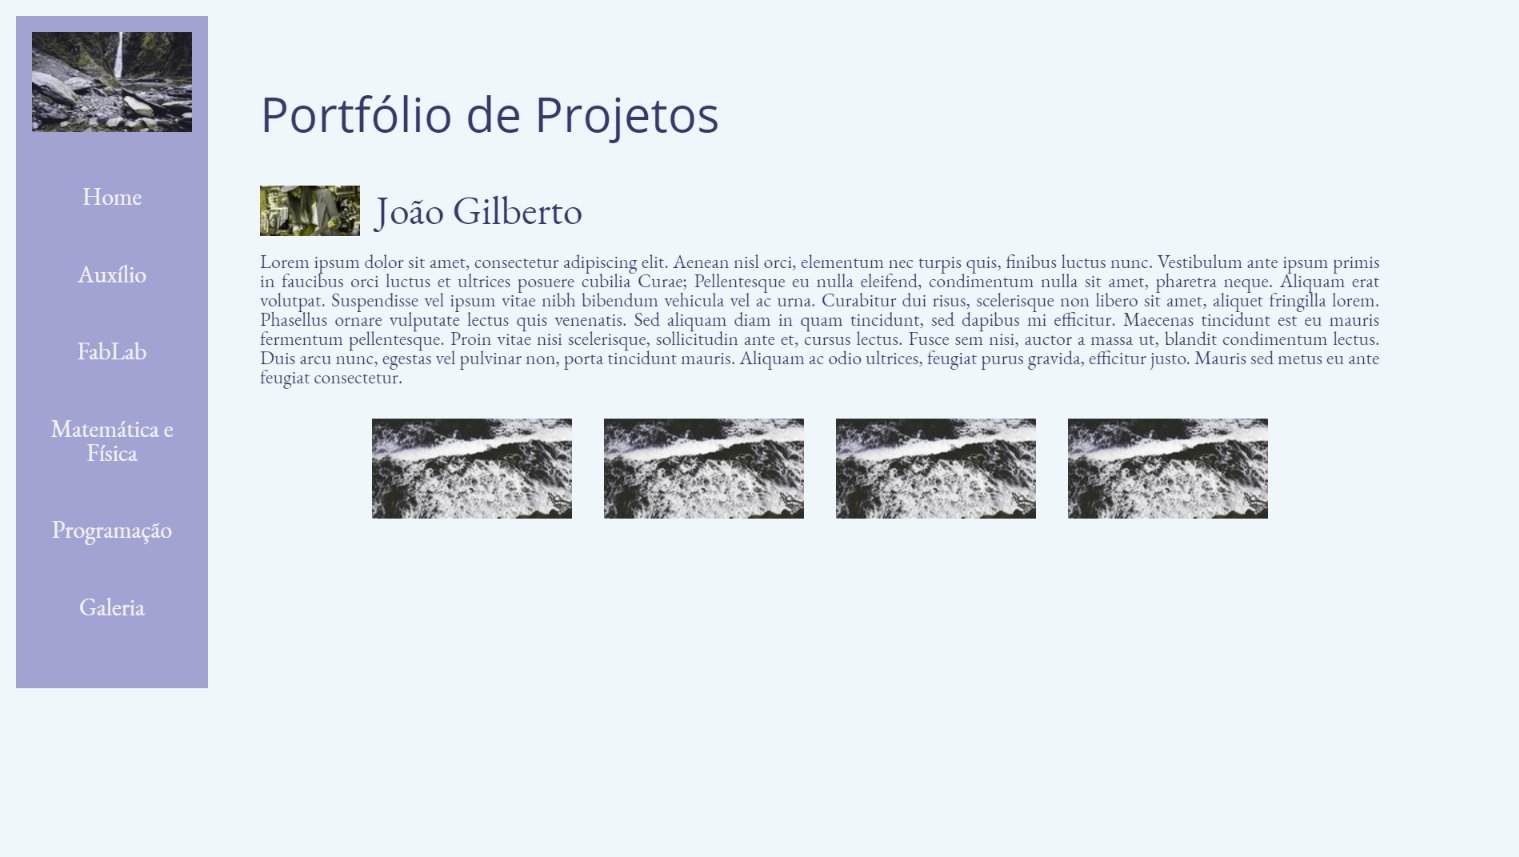 Home
Auxílio
FabLab
Matemática e
Física
Programação
Galeria
Portfólio de Projetos
João Gilberto
Lorem ipsum dolor sit amet, consectetur adipiscing elit. Aenean nisl orci, elementum nec turpis quis, finibus luctus nunc. Vestibulum ante ipsum primis
in faucibus orci luctus et ultrices posuere cubilia Curae; Pellentesque eu nulla eleifend, condimentum nulla sit amet, pharetra neque. Aliquam erat
volutpat. Suspendisse vel ipsum vitae nibh bibendum vehicula vel ac urna. Curabitur dui risus, scelerisque non libero sit amet, aliquet fringilla lorem.
Phasellus ornare vulputate lectus quis venenatis. Sed aliquam diam in quam tincidunt, sed dapibus mi efficitur. Maecenas tincidunt est eu mauris
fermentum pellentesque. Proin vitae nisi scelerisque, sollicitudin ante et, cursus lectus. Fusce sem nisi, auctor a massa ut, blandit condimentum lectus.
Duis arcu nunc, egestas vel pulvinar non, porta tincidunt mauris. Aliquam ac odio ultrices, feugiat purus gravida, efficitur justo. Mauris sed metus eu ante
feugiat consectetur.